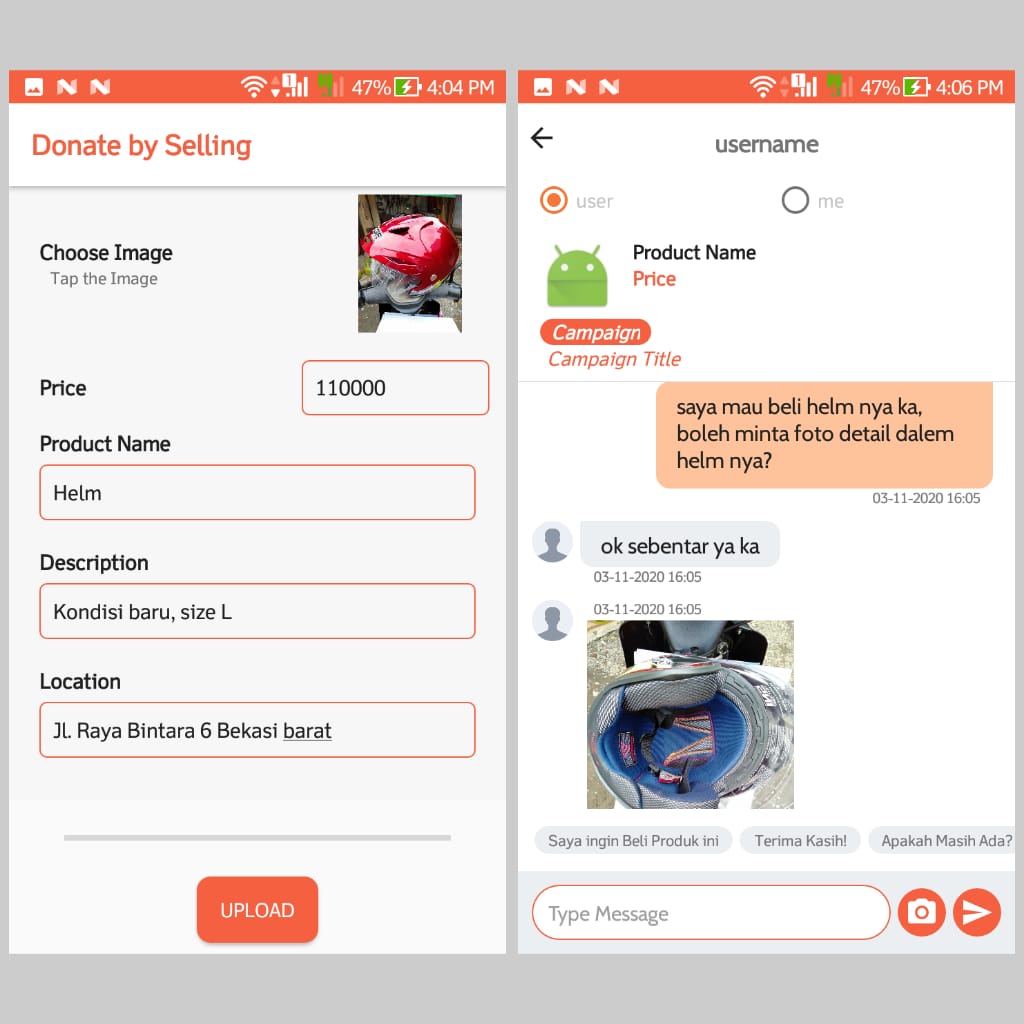 47% 4:04 PM
Donate by Selling
Choose Image
Tap the Image
Price
110000
Product Name
Helm
Description
Kondisi baru, size L
Location
Jl. Raya Bintara 6 Bekasi barat
UPLOAD
47% 4:06 PM
username
user
me
Product Name
Price
Campaign
Campaign Title
saya mau beli helm nya ka,
boleh minta foto detail dalem
helm nya?
03-11-2020 16:05
ok sebentar ya ka
03-11-2020 16:05
03-11-2020 16:05
Saya ingin Beli Produk ini
Terima Kasih!
Apakah Masih Ada?
Type Message